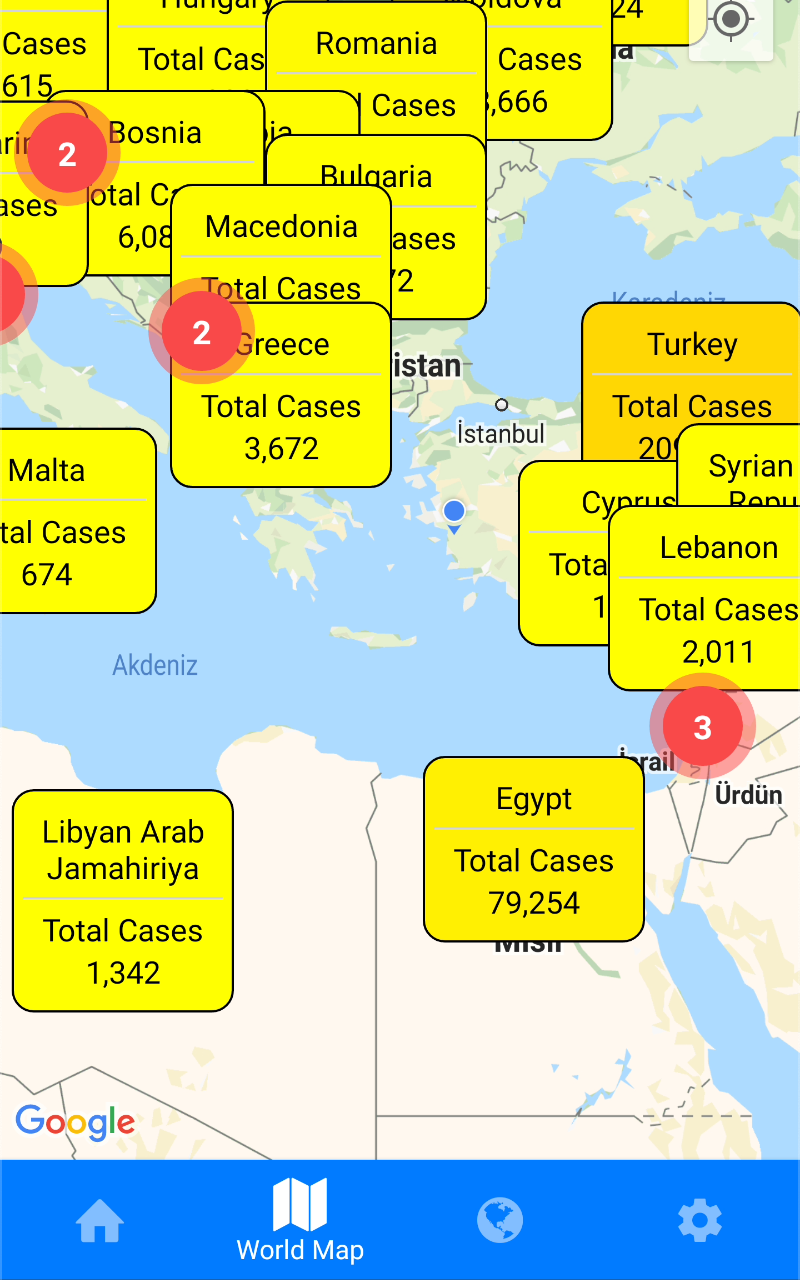 Hungary
Moldova
24
Cases
615
Total Cas
Romania
Cases
Cases
3,666
2
Bosnia
otal Ca
6,08
ases
Bulgaria
ases
72
Macedonia
Total Cases
2
Greece
Total Cases
3,672
istan
İstanbul
Karadeniz
Turkey
Total Cases
209
Malta
tal Cases
674
Cyprus
Tota
1
Syrian
Repu
Lebanon
Total Cases
2,011
Akdeniz
3
İsrail
Ürdün
Egypt
Total Cases
79,254
Mısır
Libyan Arab
Jamahiriya
Total Cases
1,342
Google
World Map